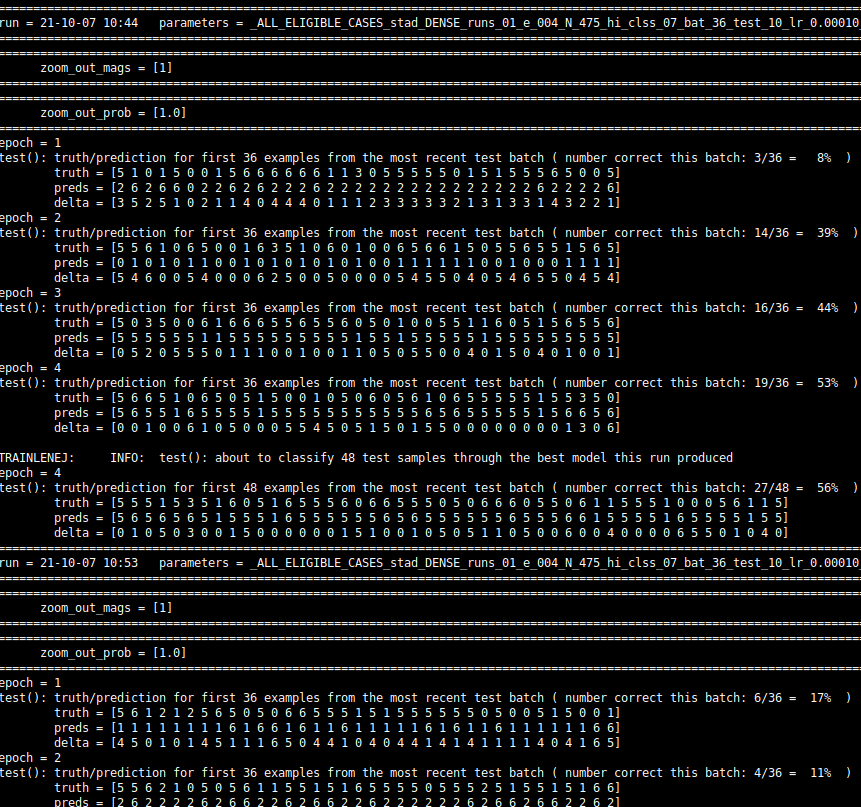 run = 21-10-07 10:44   parameters = _ALL_ELIGIBLE_CASES_stad_DENSE_runs_01_e_004_N_475_hi_clss_07_bat_36_test_10_lr_0.00010
zoom_out_mags = [1]
zoom_out_prob = [1.0]
epoch = 1
test(): truth/prediction for first 36 examples from the most recent test batch ( number correct this batch: 3/36 =   8%  )
truth = [5 1 0 1 5 0 0 1 5 6 6 6 6 6 6 1 1 3 0 5 5 5 5 5 5 0 1 5 1 5 5 5 5 6 5 0 0 5]
preds = [2 6 2 6 6 0 2 2 6 2 6 2 2 2 6 2 2 2 2 2 2 2 2 2 2 2 2 2 2 6 2 2 2 2 6]
delta = [3 5 2 5 1 0 2 1 1 4 0 4 4 4 0 1 1 1 2 3 3 3 3 3 2 1 3 1 3 3 1 4 3 2 2 1]
epoch = 2
test(): truth/prediction for first 36 examples from the most recent test batch ( number correct this batch: 14/36 =  39%  )
truth = [5 5 6 1 0 6 5 0 0 1 6 3 5 1 0 6 0 1 0 0 6 5 6 6 1 5 0 5 5 6 5 5 1 5 6 5]
preds = [0 1 0 1 0 1 1 0 0 1 0 1 0 1 0 1 0 1 0 0 1 1 1 1 1 1 0 0 1 0 0 0 1 1 1 1]
delta = [5 4 6 0 0 5 4 0 0 0 6 2 5 0 0 5 0 0 0 0 5 4 5 5 0 4 0 5 4 6 5 5 0 4 5 4]
epoch = 3
test(): truth/prediction for first 36 examples from the most recent test batch ( number correct this batch: 16/36 =  44%  )
truth = [5 0 3 5 0 0 6 1 6 6 6 5 5 6 5 5 6 0 5 0 1 0 0 5 5 1 1 6 0 5 1 5 6 5 5 6]
preds = [5 5 5 5 5 5 1 1 5 5 5 5 5 5 5 5 5 1 5 5 1 5 5 5 5 5 1 5 5 5 5 5 5 5 5 5]
delta = [0 5 2 0 5 5 5 0 1 1 1 0 0 1 0 0 1 1 0 5 0 5 5 0 0 4 0 1 5 0 4 0 1 0 0 1]
epoch = 4
test(): truth/prediction for first 36 examples from the most recent test batch ( number correct this batch: 19/36 =  53%  )
truth = [5 6 6 5 1 0 6 5 0 5 1 5 0 0 1 0 5 0 6 0 5 6 1 0 6 5 5 5 5 5 1 5 5 3 5 0]
preds = [5 6 5 5 1 6 5 5 5 5 1 5 5 5 5 5 5 5 5 5 5 6 5 6 5 5 5 5 5 5 1 5 6 6 5 6]
delta = [0 0 1 0 0 6 1 0 5 0 0 0 5 5 4 5 0 5 1 5 0 1 5 5 0 0 0 0 0 0 0 0 1 3 0 6]
TRAINLENEJ:     INFO:  test(): about to classify 48 test samples through the best model this run produced
epoch = 4
test(): truth/prediction for first 48 examples from the most recent test batch ( number correct this batch: 27/48 =  56%  )
truth = [5 5 5 1 5 3 5 1 6 0 5 1 6 5 5 5 6 0 6 6 5 5 5 0 5 0 6 6 6 0 5 5 0 6 1 1 5 5 5 1 0 0 0 5 6 1 1 5]
preds = [5 6 5 6 5 6 5 1 5 5 5 1 6 5 5 5 5 5 5 6 5 6 5 5 5 5 5 5 6 5 5 5 6 6 1 5 5 5 5 1 6 5 5 5 5 1 5 5]
delta = [0 1 0 5 0 3 0 0 1 5 0 0 0 0 0 0 1 5 1 0 0 1 0 5 0 5 1 1 0 5 0 0 6 0 0 4 0 0 0 0 6 5 5 0 1 0 4 0]
run = 21-10-07 10:53   parameters = _ALL_ELIGIBLE_CASES_stad_DENSE_runs_01_e_004_N_475_hi_clss_07_bat_36_test_10_lr_0.00010
zoom_out_mags = [1]
zoom_out_prob = [1.0]
epoch = 1
test(): truth/prediction for first 36 examples from the most recent test batch ( number correct this batch: 6/36 =  17%  )
truth = [5 6 1 2 1 2 5 6 5 0 5 0 6 6 5 5 5 1 5 1 5 5 5 5 5 5 0 5 0 0 5 1 5 0 0 1]
preds = [1 1 1 1 1 1 1 1 6 1 6 6 1 6 1 1 6 1 1 1 1 1 6 1 6 1 1 6 1 1 1 1 1 1 6 6]
delta = [4 5 0 1 0 1 4 5 1 1 1 6 5 0 4 4 1 0 4 0 4 4 1 4 1 4 1 1 1 1 4 0 4 1 6 5]
epoch = 2
test(): truth/prediction for first 36 examples from the most recent test batch ( number correct this batch: 4/36 =  11%  )
truth = [5 5 6 2 1 0 5 0 5 6 1 1 5 5 1 5 1 6 5 5 5 5 0 5 5 5 2 5 1 5 5 1 5 1 6 6]
preds = [2 6 2 2 2 2 6 2 6 6 2 2 6 2 6 6 2 2 6 2 2 2 2 2 2 2 6 2 6 6 2 6 6 2 2 6 2]